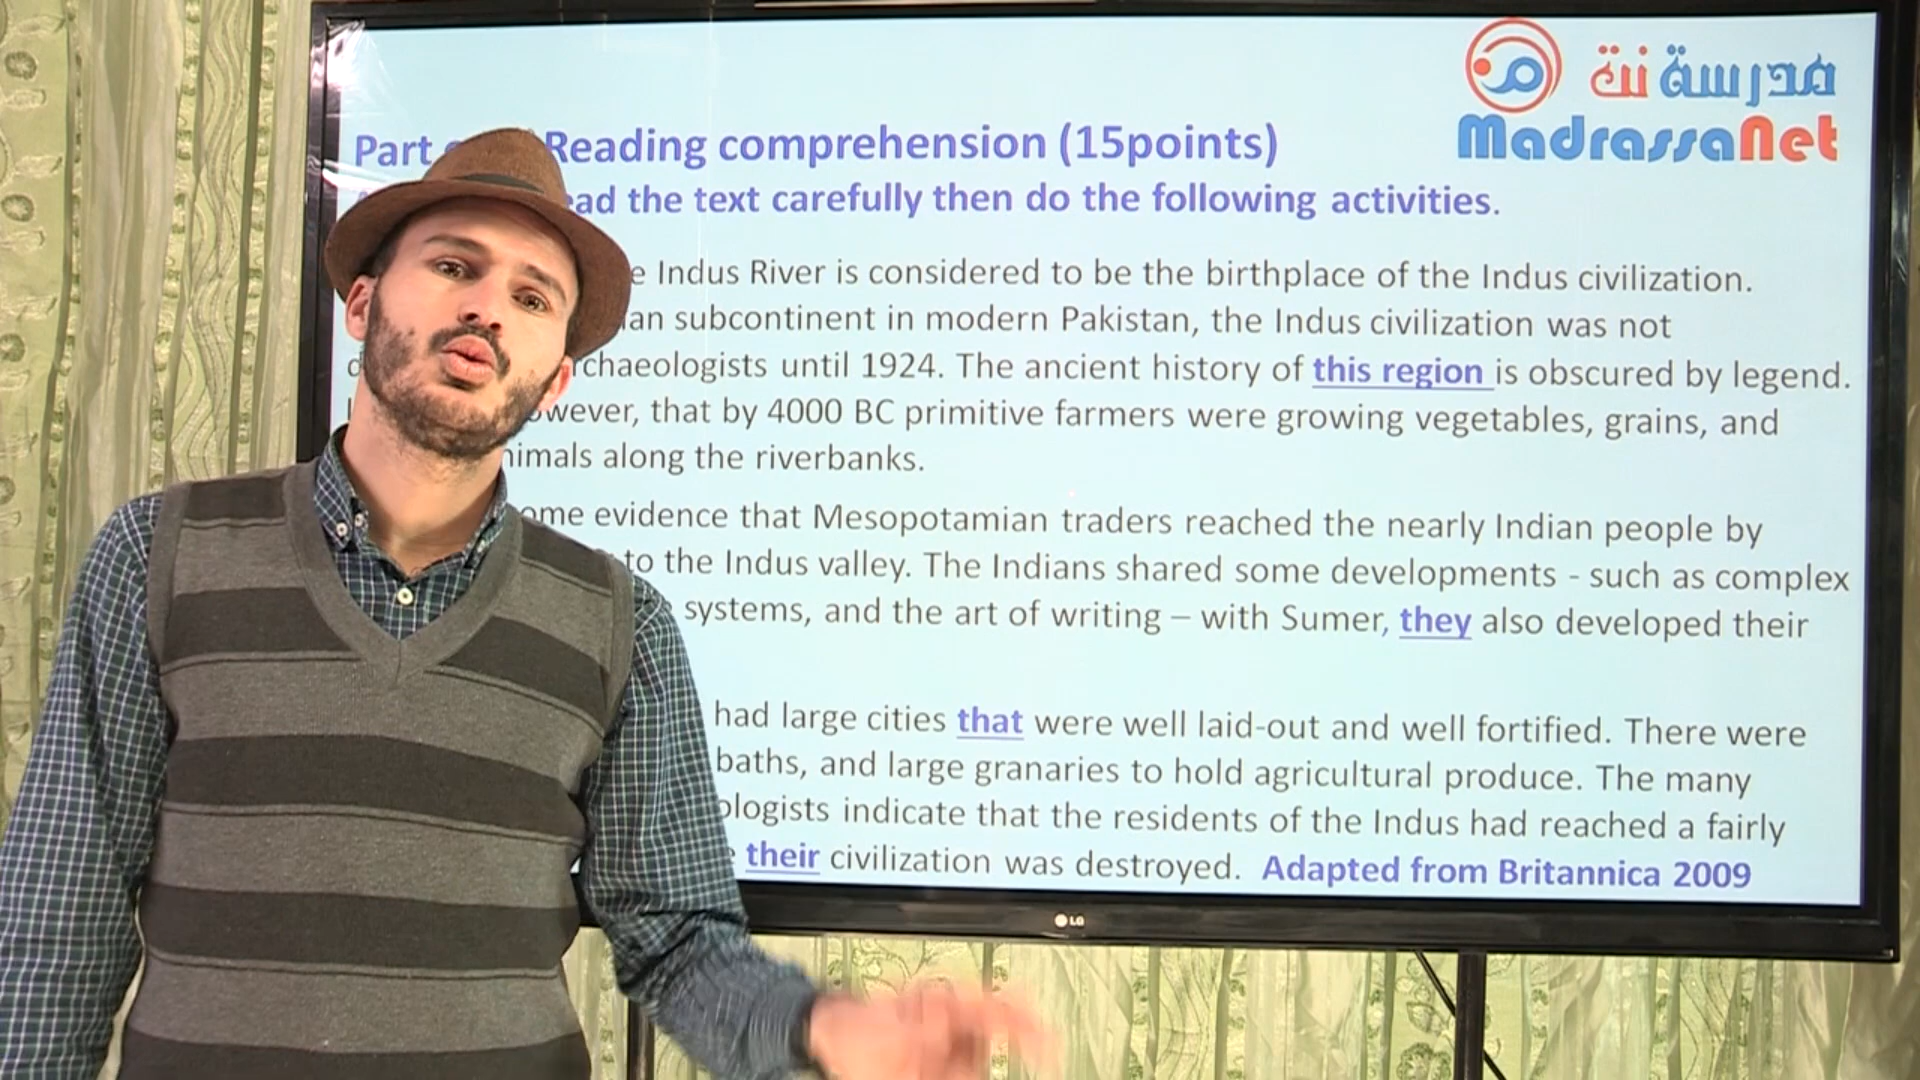 مدرسة نت
MadrassaNet
Part Reading comprehension (15points)
the text carefully then do the following activities.
Indus River is considered to be the birthplace of the Indus civilization.
subcontinent in modern Pakistan, the Indus civilization was not
until 1924. The ancient history of this region is obscured by legend.
that by 4000 BC primitive farmers were growing vegetables, grains, and
along the riverbanks.
evidence that Mesopotamian traders reached the nearly Indian people by
to the Indus valley. The Indians shared some developments - such as complex
systems, and the art of writing – with Sumer, they also developed their
had large cities that were well laid-out and well fortified. There were
baths, and large granaries to hold agricultural produce. The many
indicate that the residents of the Indus had reached a fairly
their civilization was destroyed. Adapted from Britannica 2009
LG